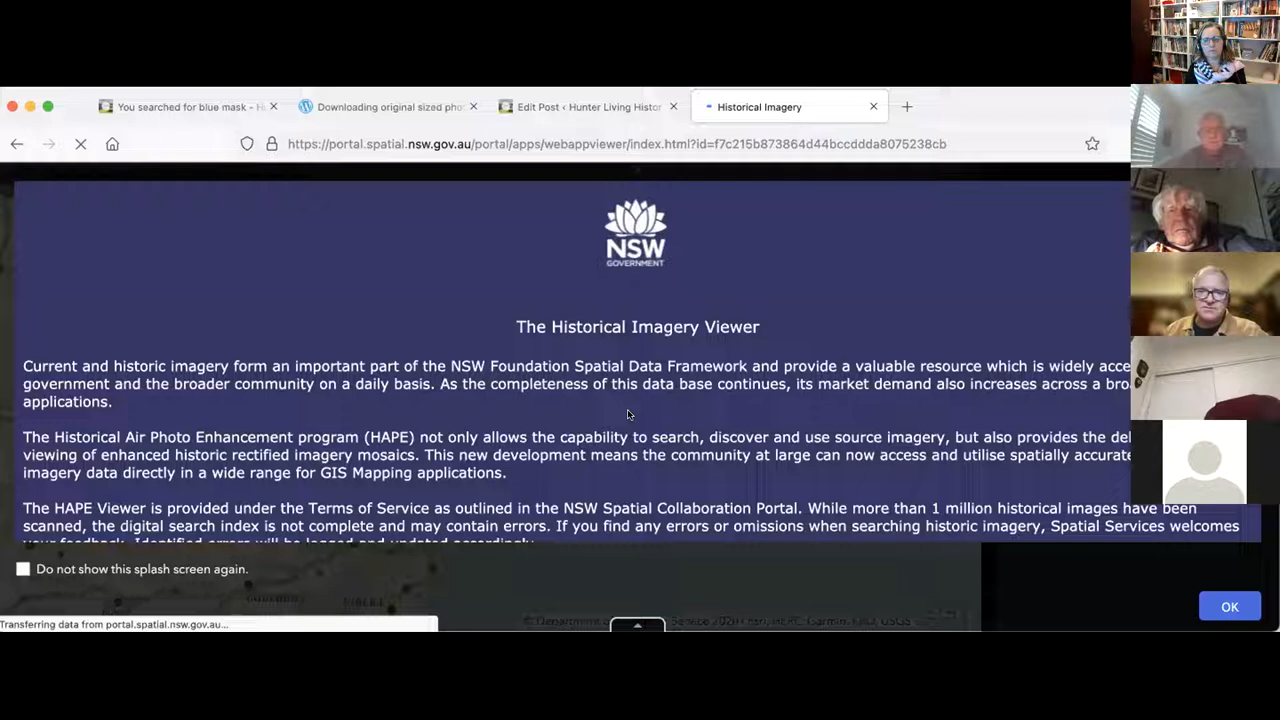 You searched for blue mask - H
Downloading original sized pho
Edit Post ‹ Hunter Living Histor
Historical Imagery
https://portal.spatial.nsw.gov.au/portal/apps/webappviewer/index.html?id=f7c215b873864d44bccddda8075238cb
NSW
GOVERNMENT
The Historical Imagery Viewer
Current and historic imagery form an important part of the NSW Foundation Spatial Data Framework and provide a valuable resource which is widely acce
government and the broader community on a daily basis. As the completeness of this data base continues, its market demand also increases across a bro
applications.
The Historical Air Photo Enhancement program (HAPE) not only allows the capability to search, discover and use source imagery, but also provides the del
viewing of enhanced historic rectified imagery mosaics. This new development means the community at large can now access and utilise spatially accurate
imagery data directly in a wide range for GIS Mapping applications.
The HAPE Viewer is provided under the Terms of Service as outlined in the NSW Spatial Collaboration Portal. While more than 1 million historical images have been
scanned, the digital search index is not complete and may contain errors. If you find any errors or omissions when searching historic imagery, Spatial Services welcomes
your feedback. Identified errors will be logged and updated accordingly.
Do not show this splash screen again.
OK
Transferring data from portal.spatial.nsw.gov.au...